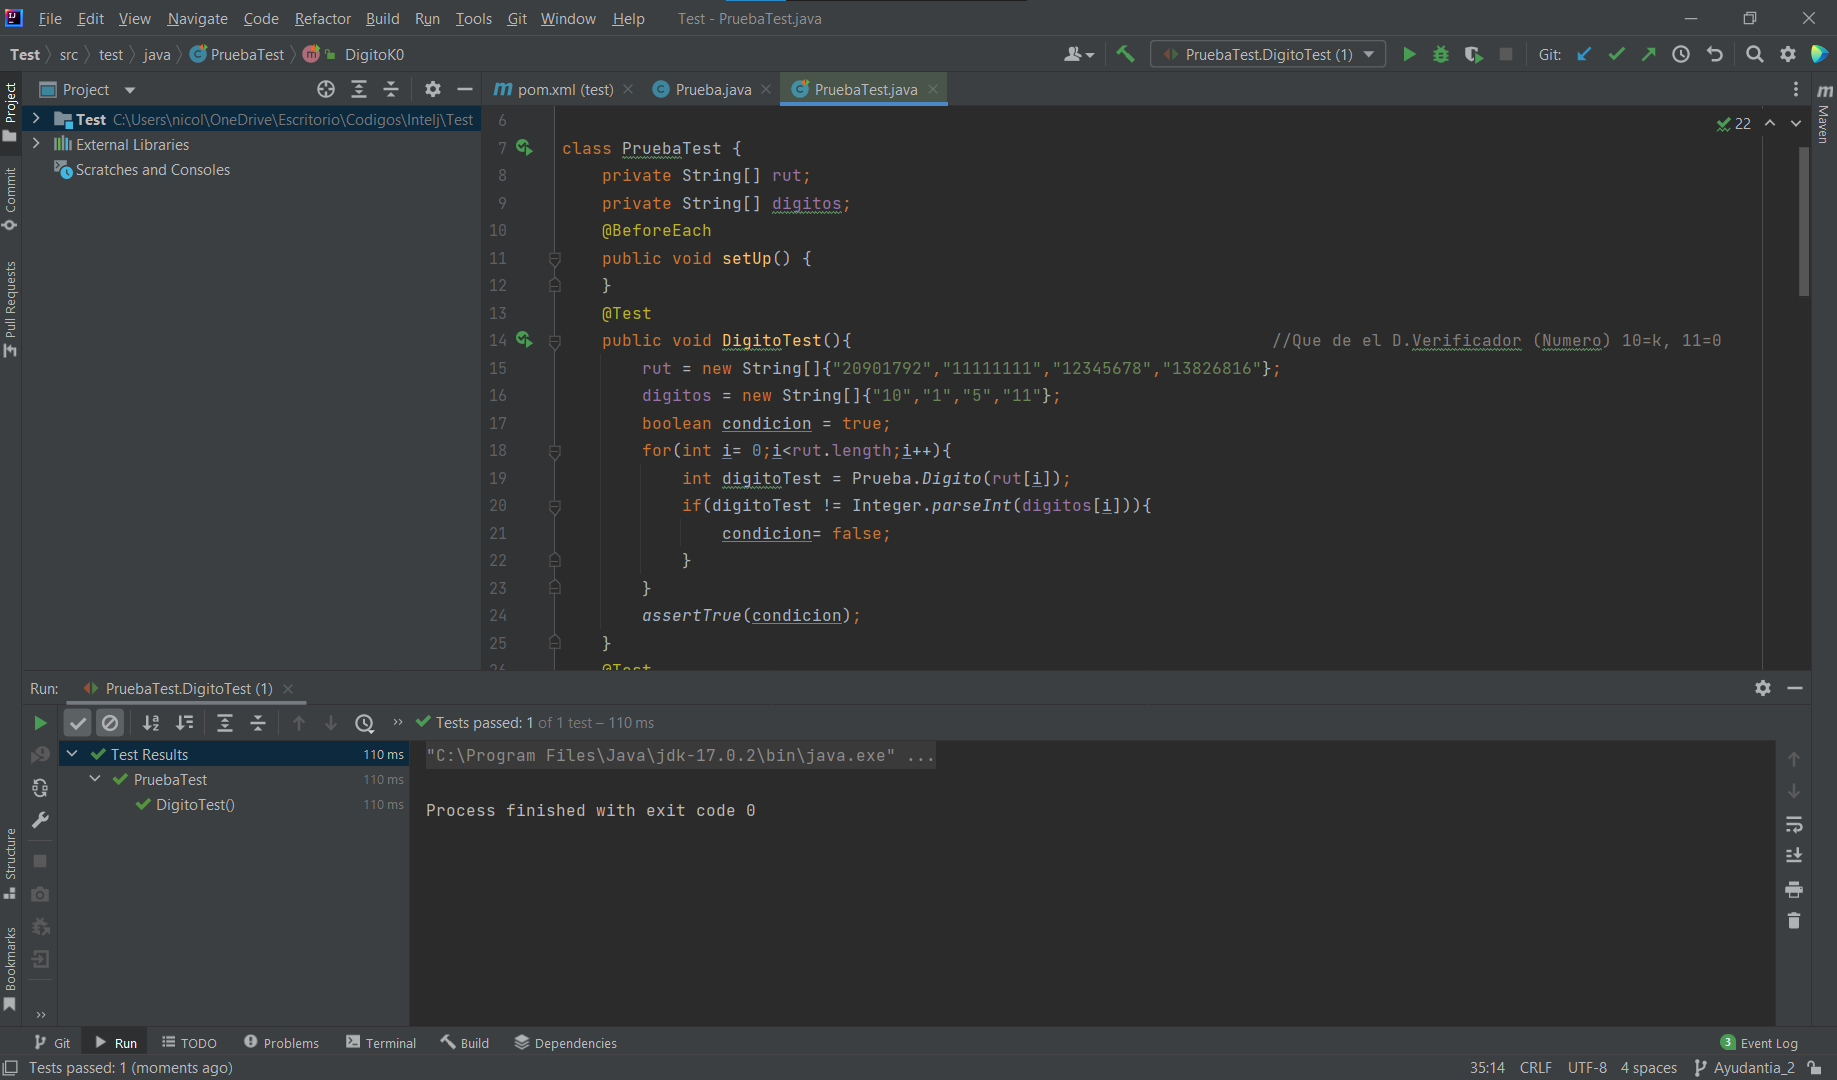 File Edit View Navigate Code Refactor Build Run Tools Git Window Help Test - PruebaTest.java
Test src test java PruebaTest DigitoK0 PruebaTest.DigitoTest (1) Git:
Project
pom.xml (test) Prueba.java PruebaTest.java
Test C:\Users\nicol\OneDrive\Escritorio\Codigos\Intelj\Test
External Libraries
Scratches and Consoles
Project
Commit
Pull Requests
Structure
Bookmarks
Maven
22
6
7 class PruebaTest {
8 private String[] rut;
9 private String[] digitos;
10 @BeforeEach
11 public void setUp() {
12 }
13 @Test
14 public void DigitoTest(){ //Que de el D.Verificador (Numero) 10=k, 11=0
15 rut = new String[]{"20901792","11111111","12345678","13826816"};
16 digitos = new String[]{"10","1","5","11"};
17 boolean condicion = true;
18 for(int i= 0;i<rut.length;i++){
19 int digitoTest = Prueba.Digito(rut[i]);
20 if(digitoTest != Integer.parseInt(digitos[i])){
21 condicion= false;
22 }
23 }
24 assertTrue(condicion);
25 }
26 @Test
Run: PruebaTest.DigitoTest (1)
Tests passed: 1 of 1 test – 110 ms
Test Results 110 ms
PruebaTest 110 ms
DigitoTest() 110 ms
"C:\Program Files\Java\jdk-17.0.2\bin\java.exe" ...
Process finished with exit code 0
Git Run TODO Problems Terminal Build Dependencies 3 Event Log
Tests passed: 1 (moments ago) 35:14 CRLF UTF-8 4 spaces Ayudantia_2